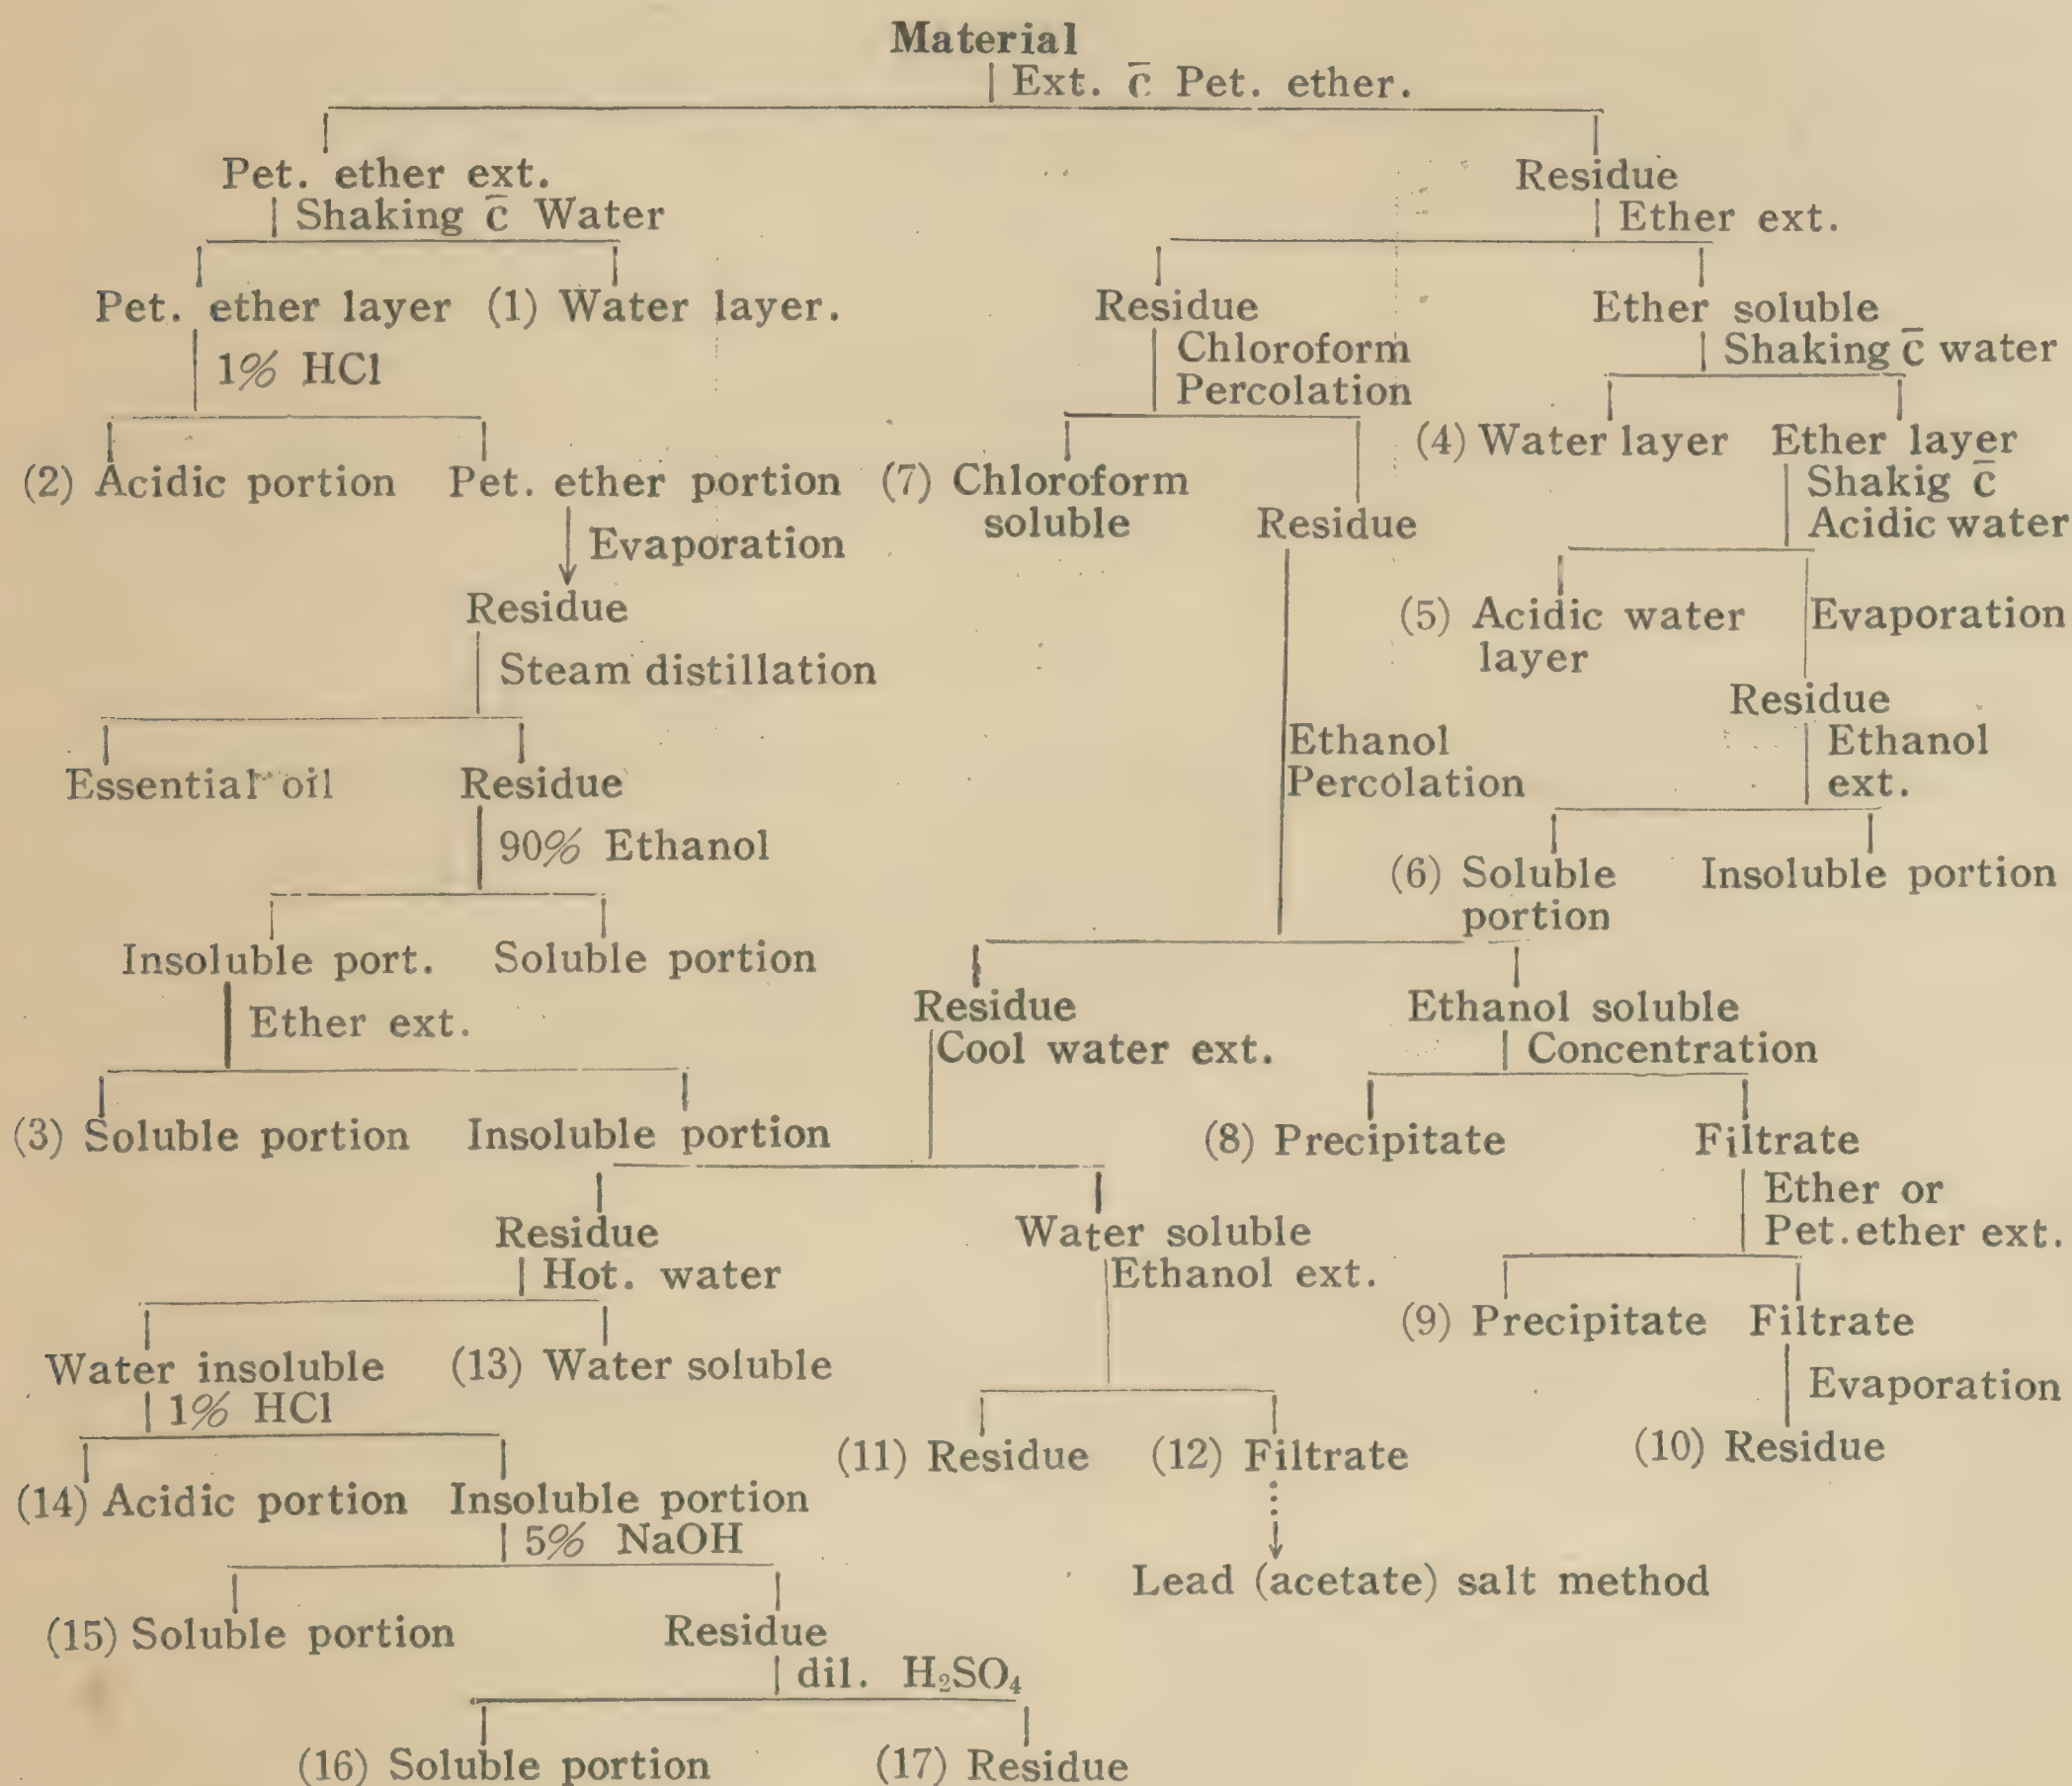 Material
Ext. c̄ Pet. ether.
Pet. ether ext.
Residue
Shaking c̄ Water
Ether ext.
Pet. ether layer
(1) Water layer.
Residue
Ether soluble
1% HCl
Chloroform
Percolation
Shaking c̄ water
(2) Acidic portion
Pet. ether portion
(7) Chloroform
soluble
Residue
(4) Water layer
Ether layer
Shakig c̄
Acidic water
Evaporation
Residue
(5) Acidic water
layer
Evaporation
Steam distillation
Residue
Essential oil
Residue
Ethanol
Percolation
Ethanol
ext.
90% Ethanol
(6) Soluble
portion
Insoluble portion
Insoluble port.
Soluble portion
Residue
Ethanol soluble
Ether ext.
Cool water ext.
Concentration
(3) Soluble portion
Insoluble portion
(8) Precipitate
Filtrate
Ether or
Pet. ether ext.
Residue
Water soluble
Hot. water
Ethanol ext.
(9) Precipitate
Filtrate
Water insoluble
(13) Water soluble
Evaporation
1% HCl
(11) Residue
(12) Filtrate
(10) Residue
(14) Acidic portion
Insoluble portion
5% NaOH
Lead (acetate) salt method
(15) Soluble portion
Residue
dil. H₂SO₄
(16) Soluble portion
(17) Residue